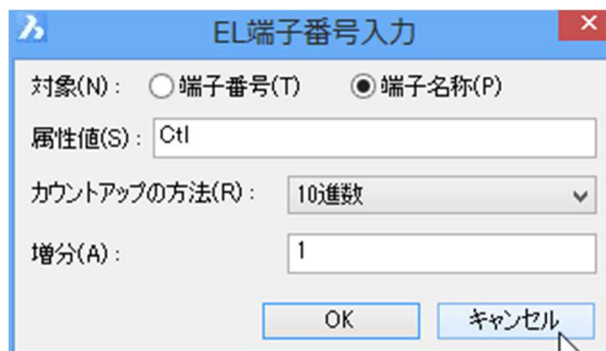 EL端子番号入力
対象(N)： 端子番号(T) 端子名称(P)
属性値(S)： Ctl
カウントアップの方法(R)： 10進数
増分(A)： 1
OK キャンセル